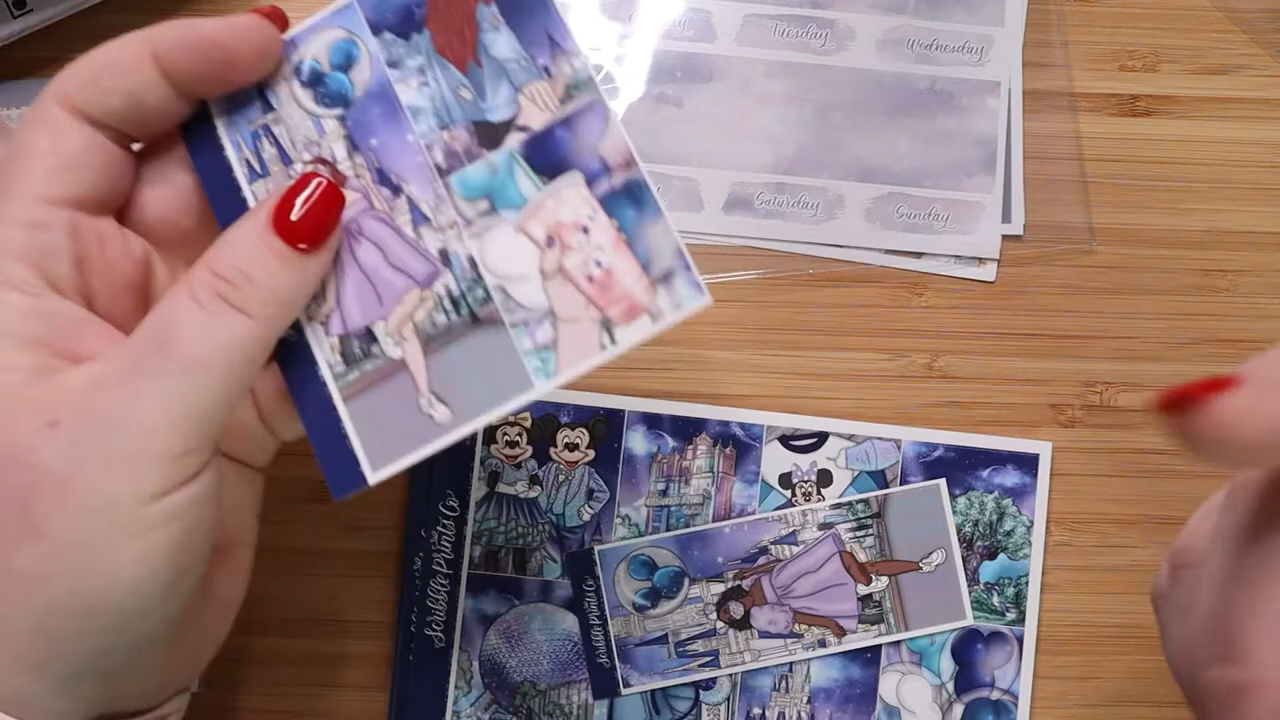 Tuesday
Wednesday
Saturday
Sunday
Scribble Prints Co
Scribble Prints Co